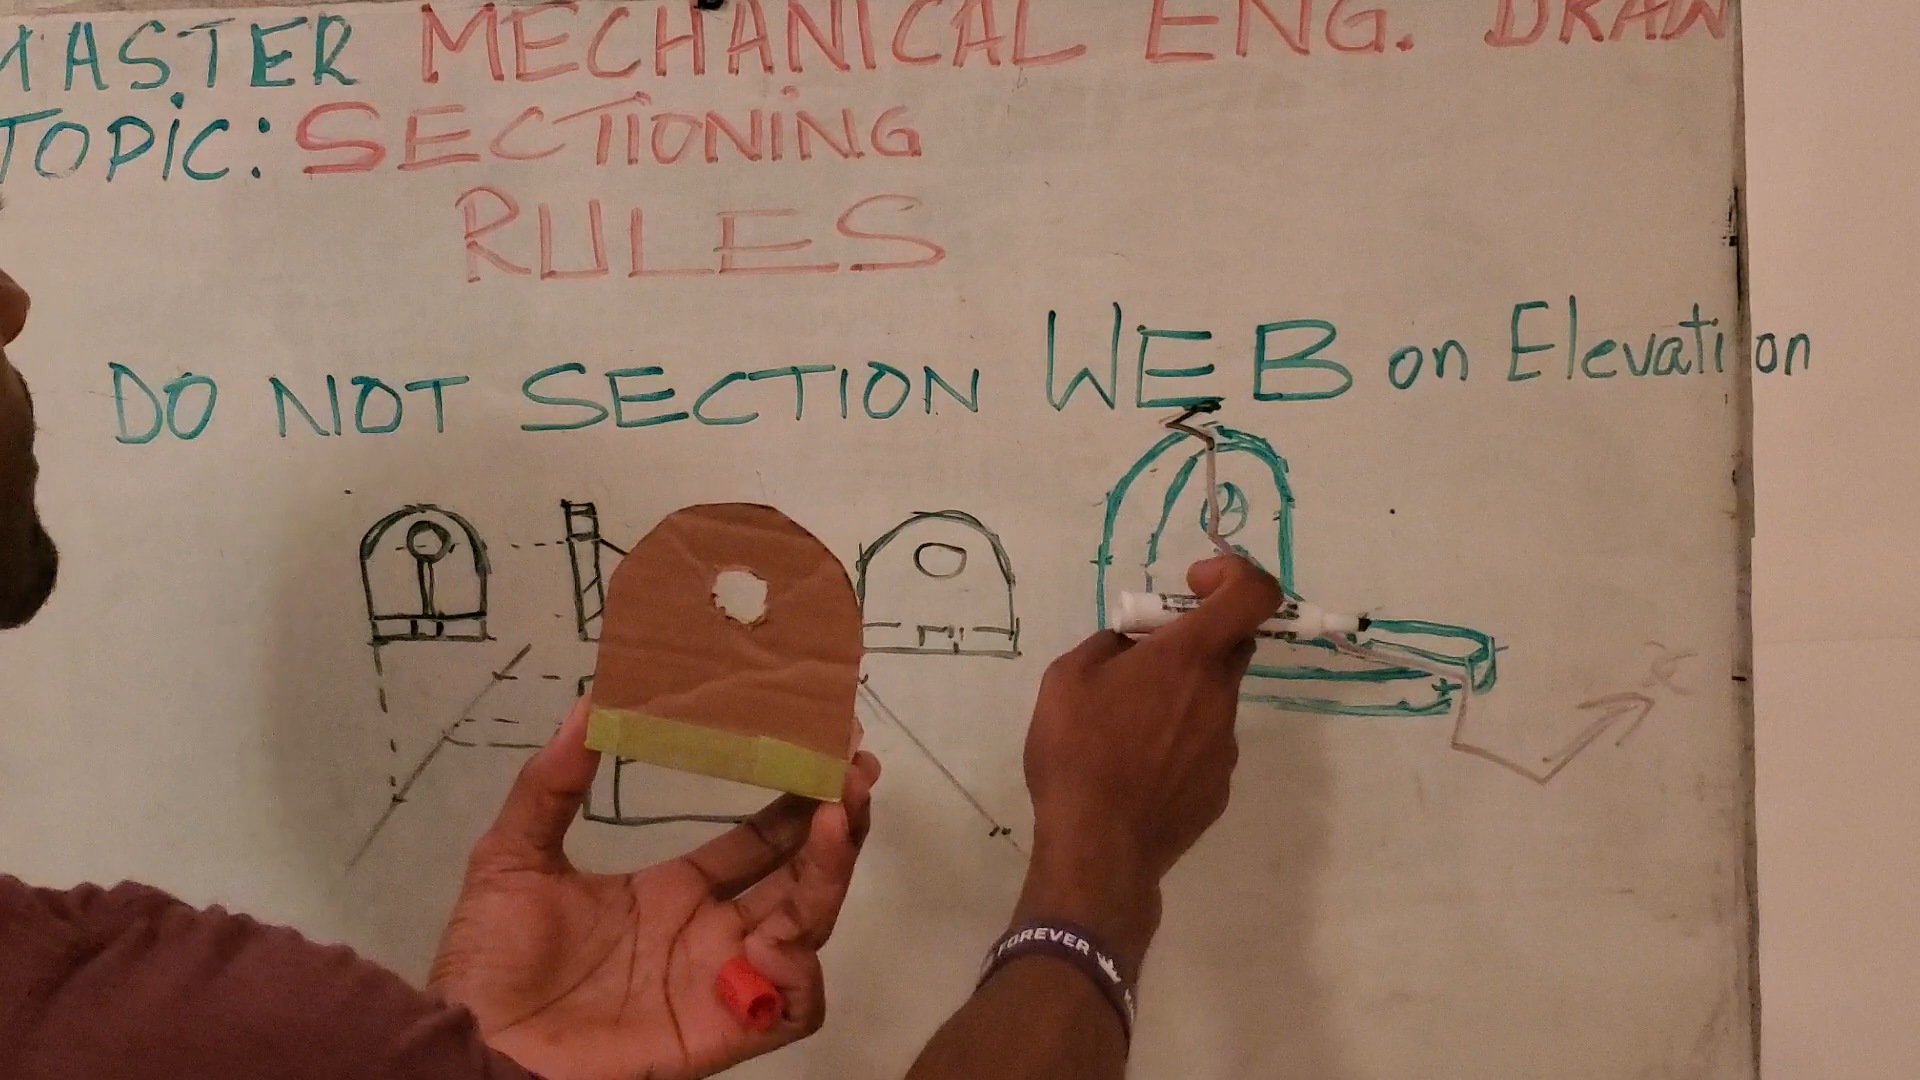 MASTER MECHANICAL ENG. DRAW
TOPIC: SECTIONING
RULES
DO NOT SECTION WEB on Elevation
X
FOREVER